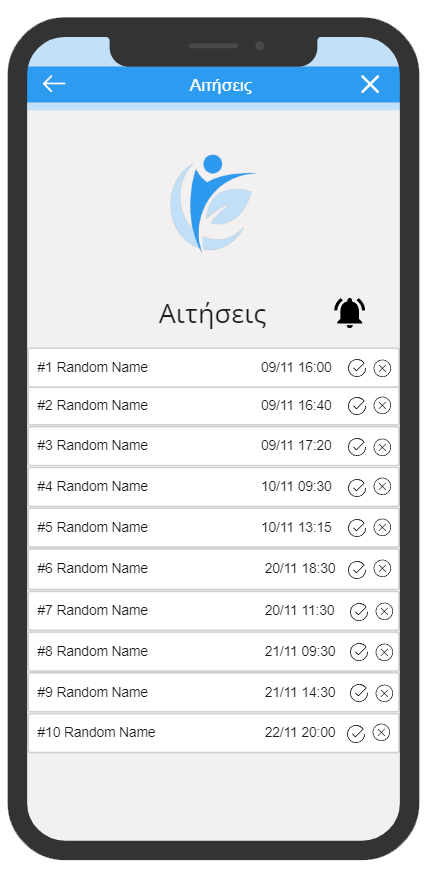 Αιτήσεις
Αιτήσεις
#1 Random Name 09/11 16:00
#2 Random Name 09/11 16:40
#3 Random Name 09/11 17:20
#4 Random Name 10/11 09:30
#5 Random Name 10/11 13:15
#6 Random Name 20/11 18:30
#7 Random Name 20/11 11:30
#8 Random Name 21/11 09:30
#9 Random Name 21/11 14:30
#10 Random Name 22/11 20:00